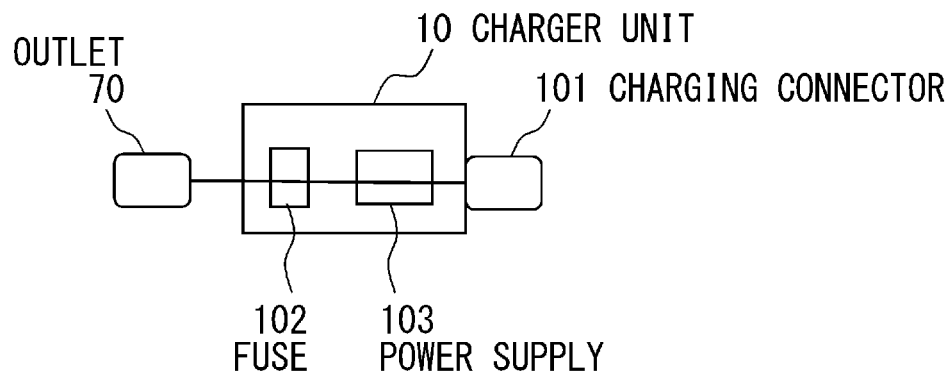 10 CHARGER UNIT
OUTLET
70
101 CHARGING CONNECTOR
102
FUSE
103
POWER SUPPLY